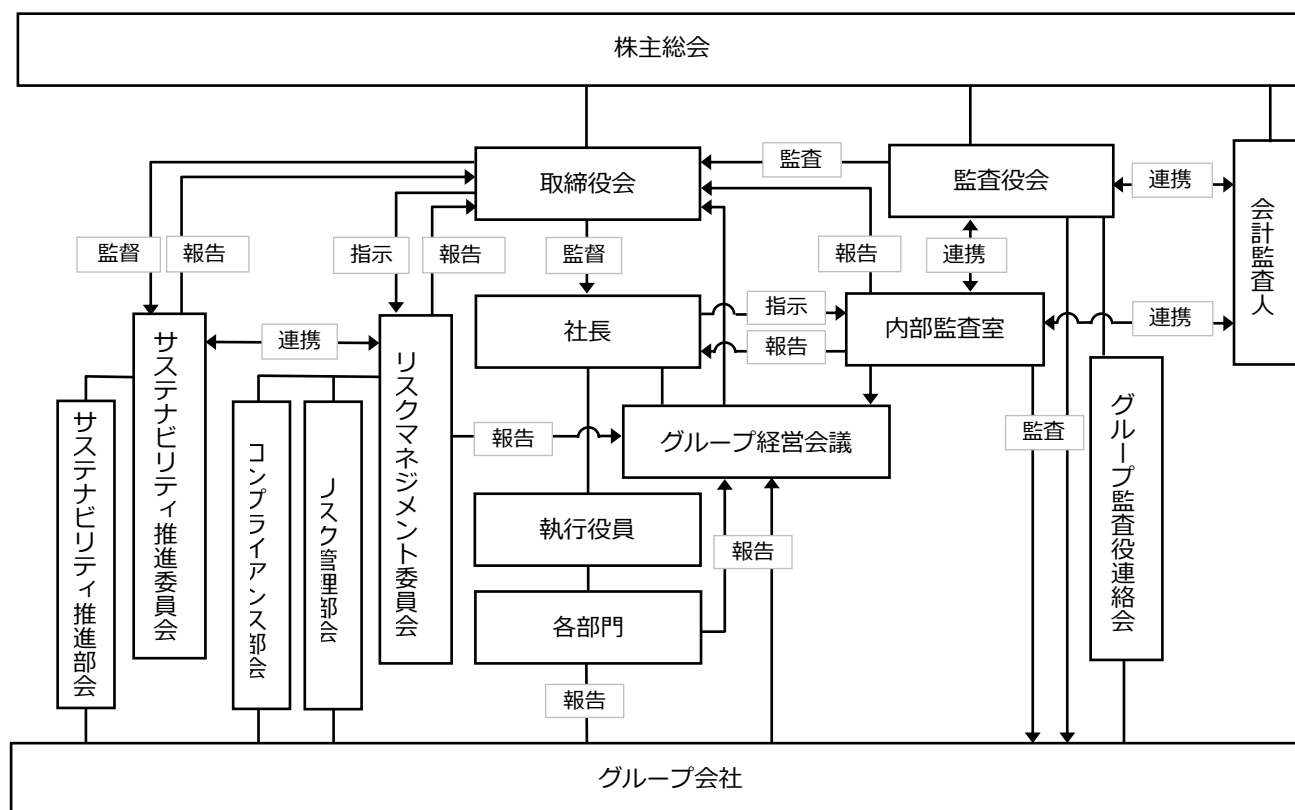 株主総会
取締役会
監査
監査役会
連携
会計監査人
監督
報告
指示
報告
監督
報告
連携
社長
指示
報告
内部監査室
連携
サステナビリティ推進委員会
連携
リスクマネジメント委員会
サステナビリティ推進部会
コンプライアンス部会
リスク管理部会
報告
グループ経営会議
監査
グループ監査役連絡会
執行役員
報告
各部門
報告
グループ会社